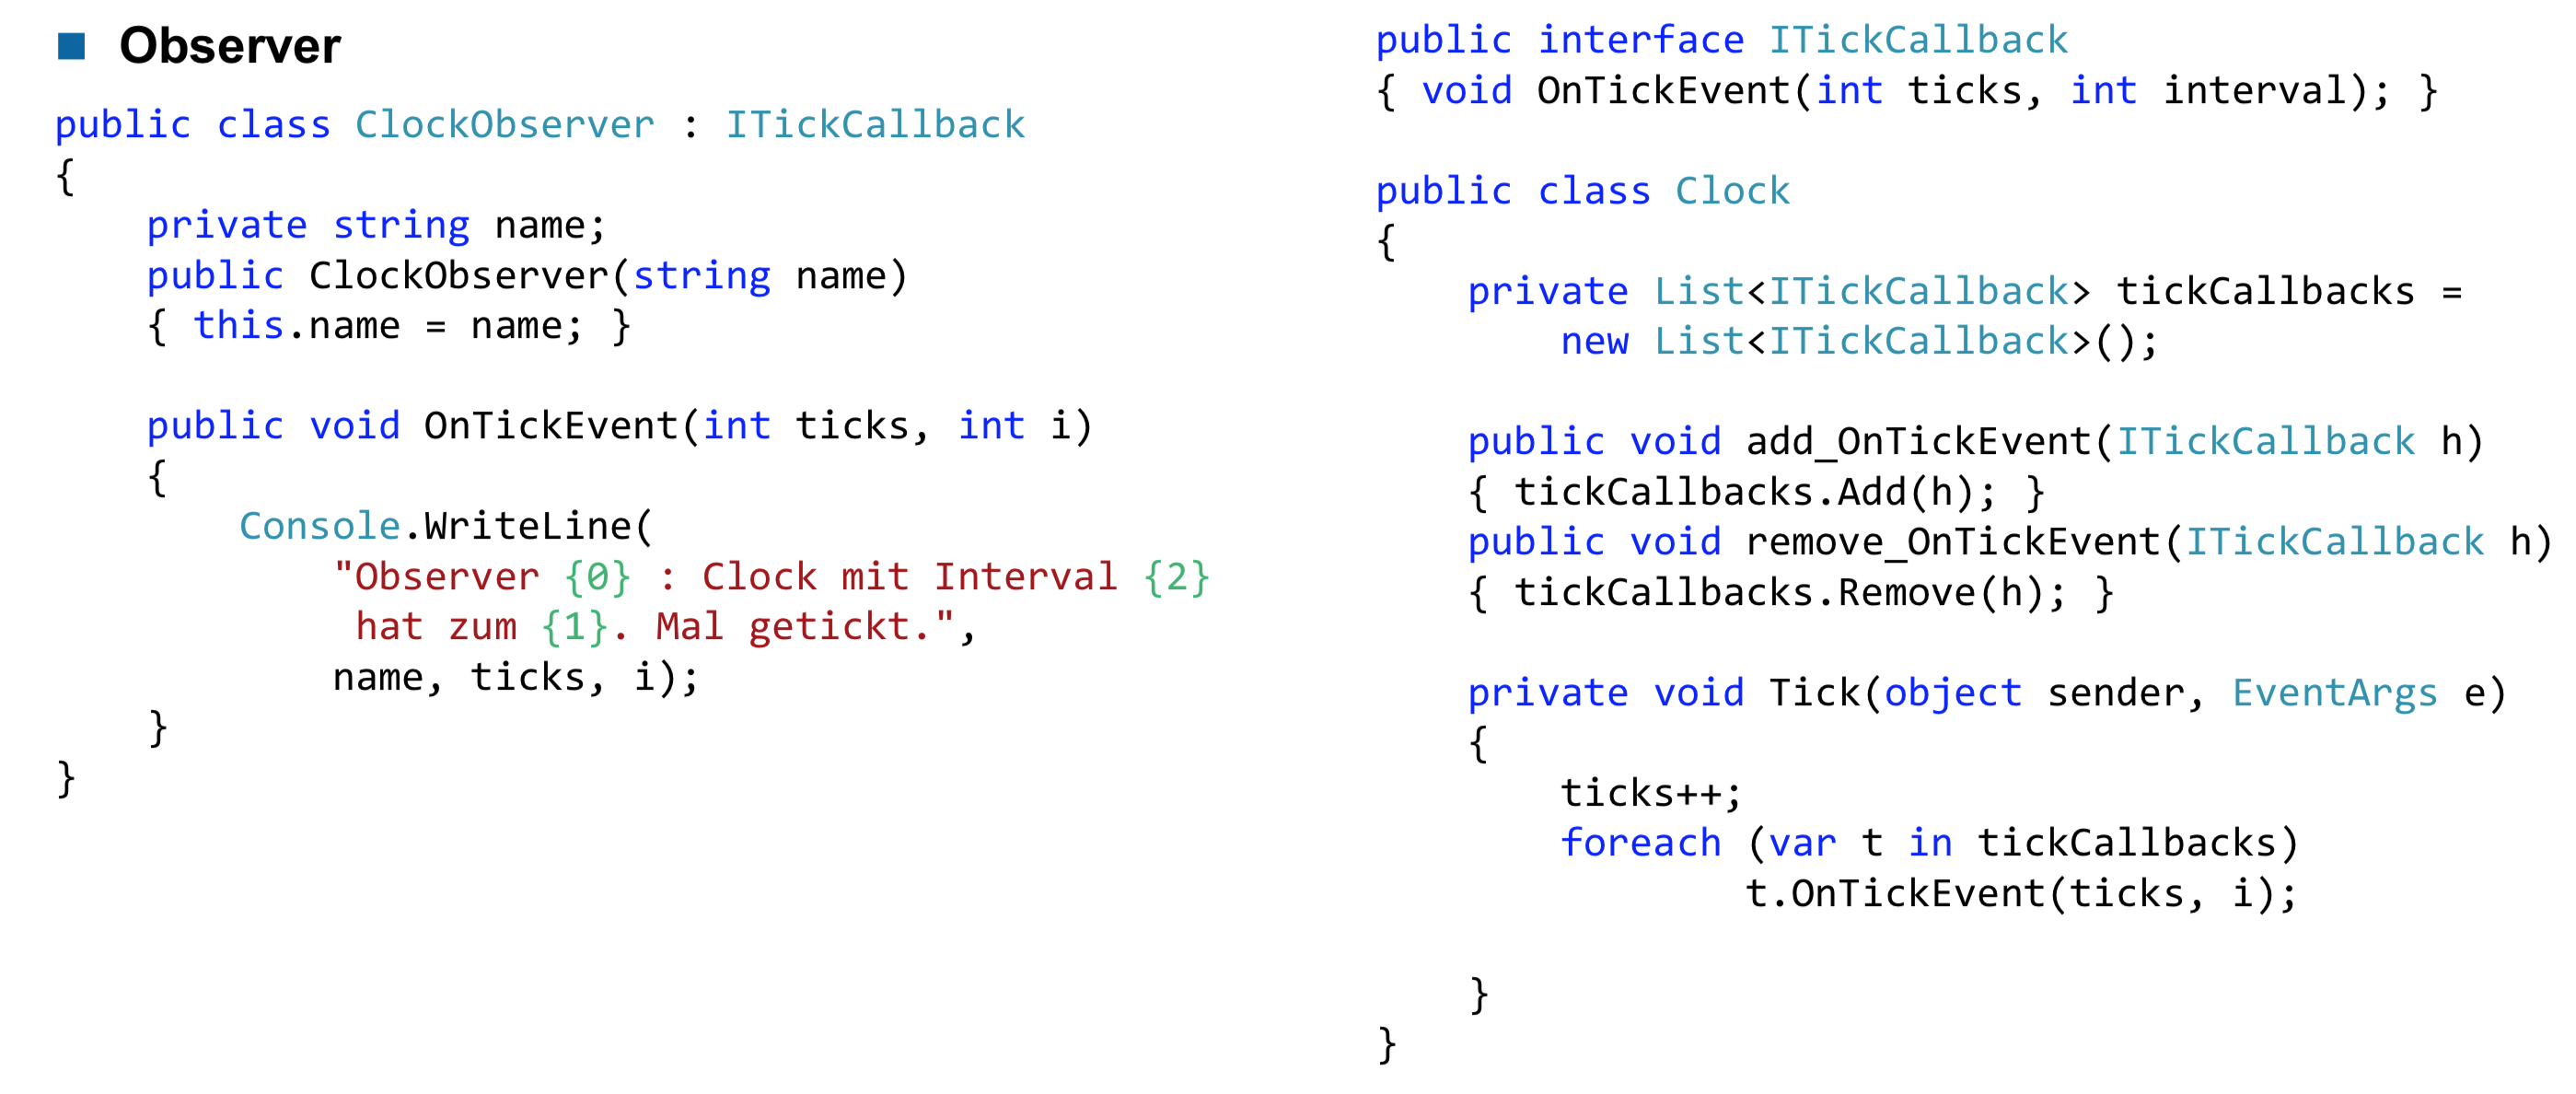 Observer
public class ClockObserver : ITickCallback
{
    private string name;
    public ClockObserver(string name)
    { this.name = name; }

    public void OnTickEvent(int ticks, int i)
    {
        Console.WriteLine(
            "Observer {0} : Clock mit Interval {2}
             hat zum {1}. Mal getickt.",
            name, ticks, i);
    }
}
public interface ITickCallback
{ void OnTickEvent(int ticks, int interval); }

public class Clock
{
    private List<ITickCallback> tickCallbacks =
        new List<ITickCallback>();

    public void add_OnTickEvent(ITickCallback h)
    { tickCallbacks.Add(h); }
    public void remove_OnTickEvent(ITickCallback h)
    { tickCallbacks.Remove(h); }

    private void Tick(object sender, EventArgs e)
    {
        ticks++;
        foreach (var t in tickCallbacks)
                t.OnTickEvent(ticks, i);

    }
}